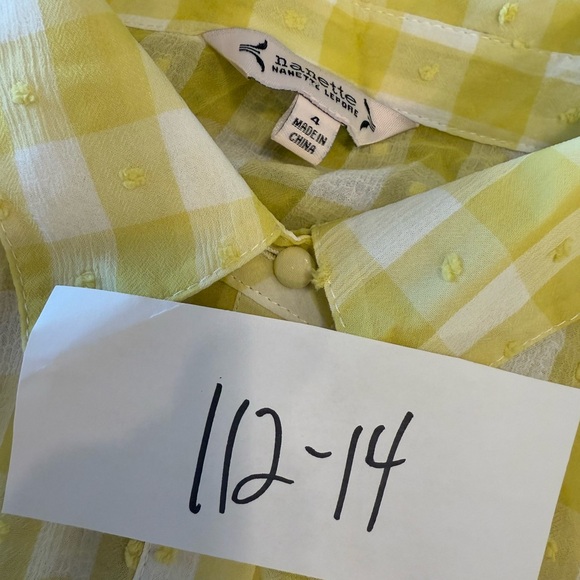 nanette
NANETTE LEPORE
4
MADE IN
CHINA
112-14